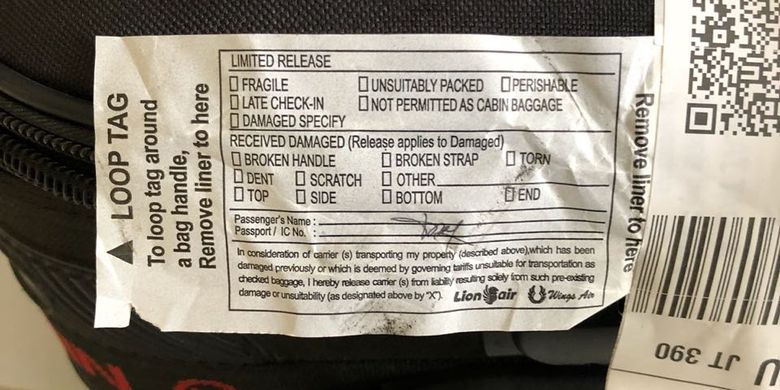 LOOP TAG
To loop tag around
a bag handle,
Remove liner to here
LIMITED RELEASE
FRAGILE UNSUITABLY PACKED PERISHABLE
LATE CHECK-IN NOT PERMITTED AS CABIN BAGGAGE
DAMAGED SPECIFY
RECEIVED DAMAGED (Release applies to Damaged)
BROKEN HANDLE BROKEN STRAP TORN
DENT SCRATCH OTHER
TOP SIDE BOTTOM END
Passenger's Name :
Passport / IC No. :
In consideration of carrier (s) transporting my property (described above),which has been
damaged previously or which is deemed by governing tariffs unsuitable for transportation as
checked baggage, I hereby release carrier (s) from liabiliy resulting solely from such pre-existing
damage or unsuitability (as designated above by "X"). Lion air Wings Air
Remove liner to here
JT 390